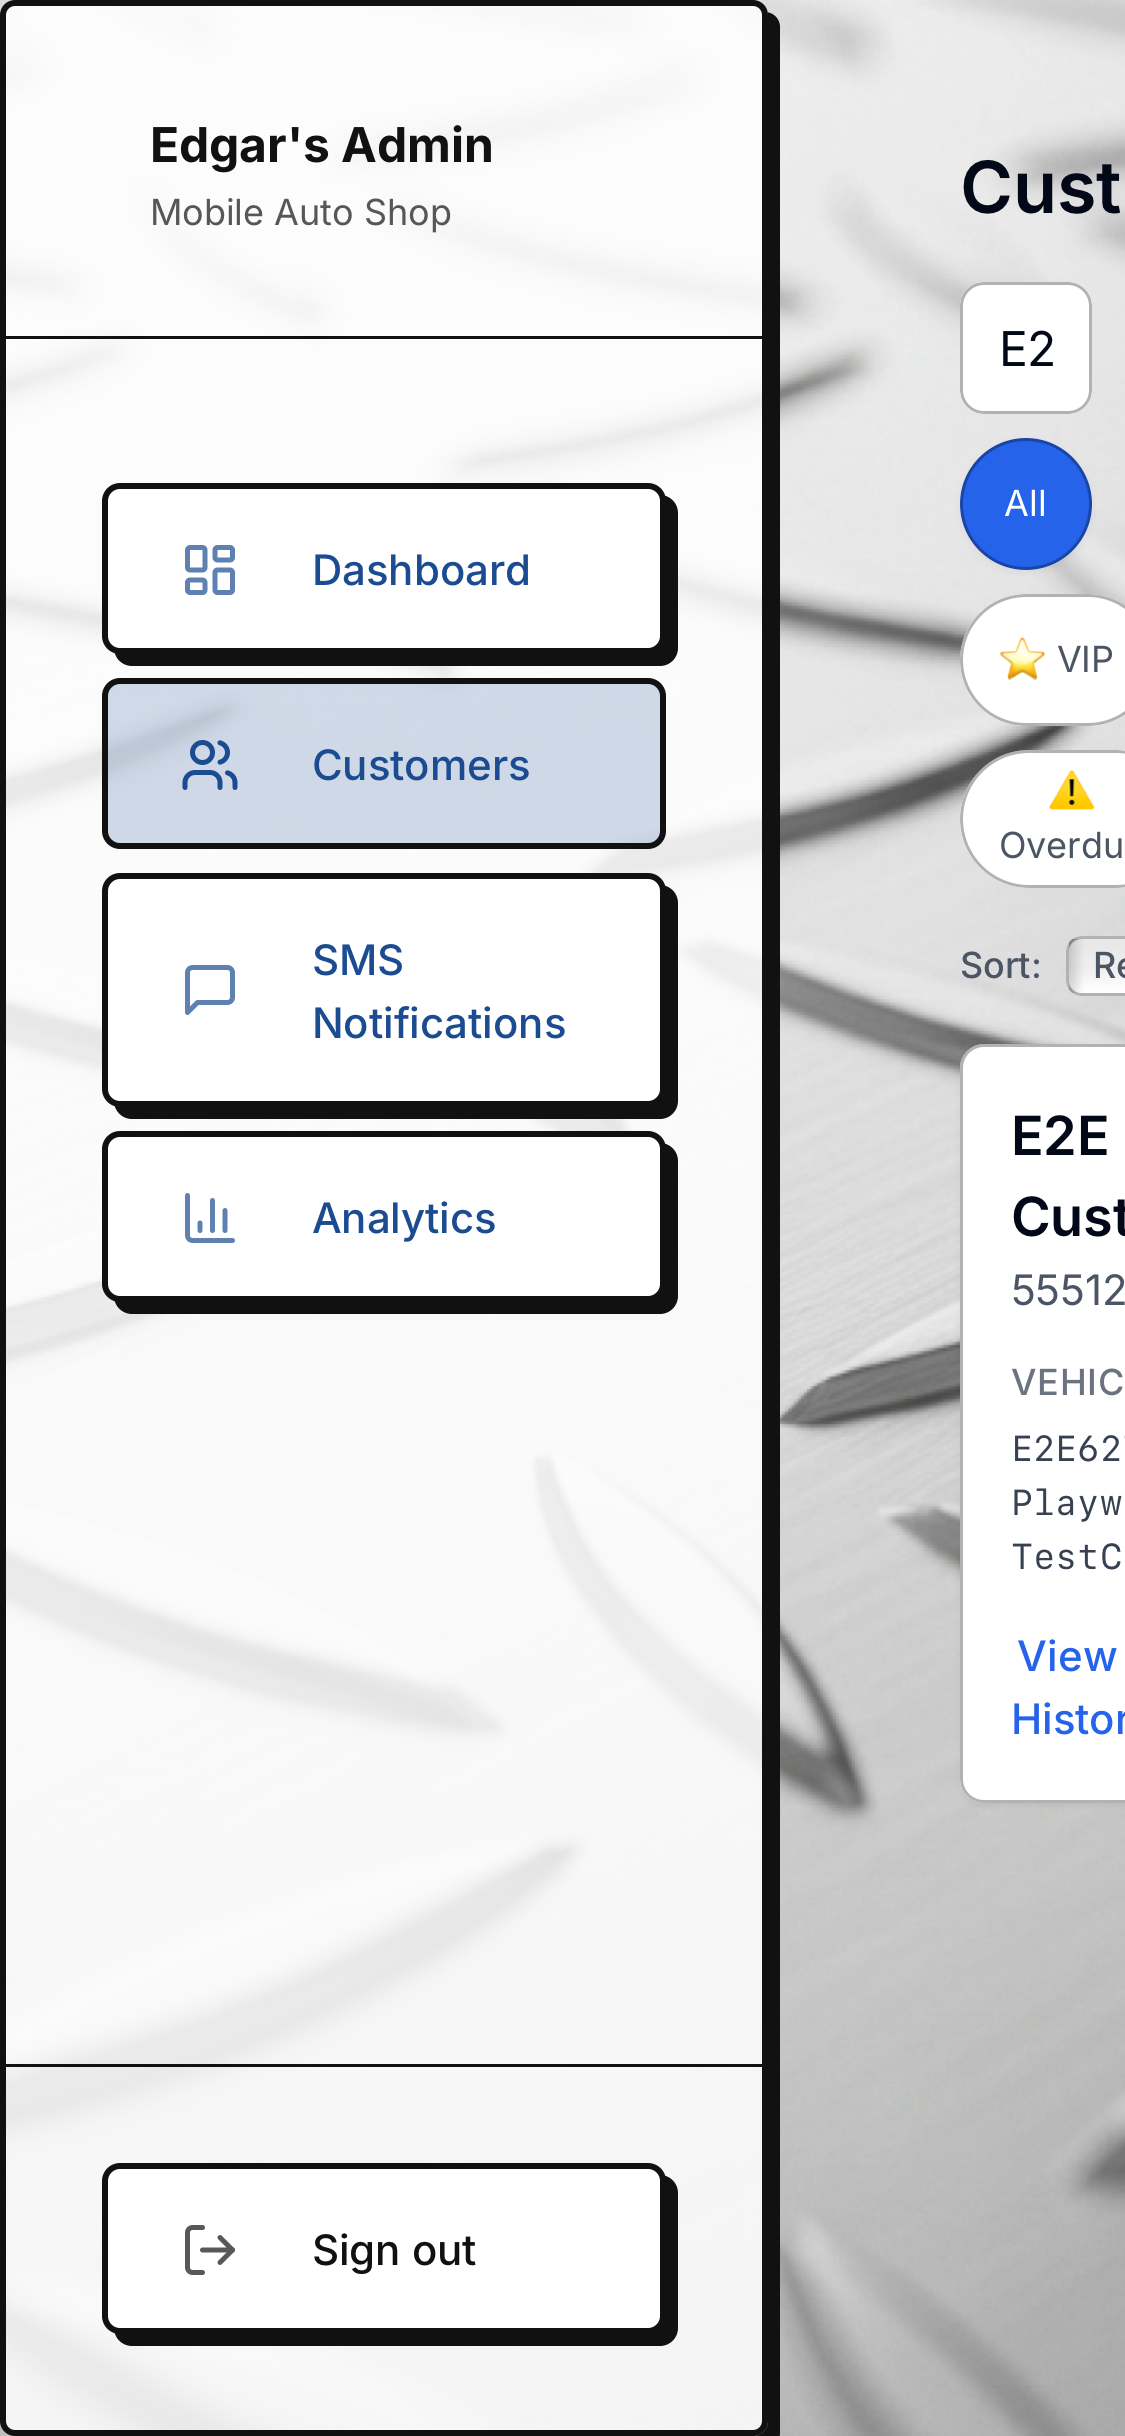 Edgar's Admin
Mobile Auto Shop
Dashboard
Customers
SMS
Notifications
Analytics
Sign out
Cust
E2
All
⭐ VIP
⚠️
Overdu
Sort: Re
E2E
Cust
55512
VEHIC
E2E62
Playw
TestC
View
Histor